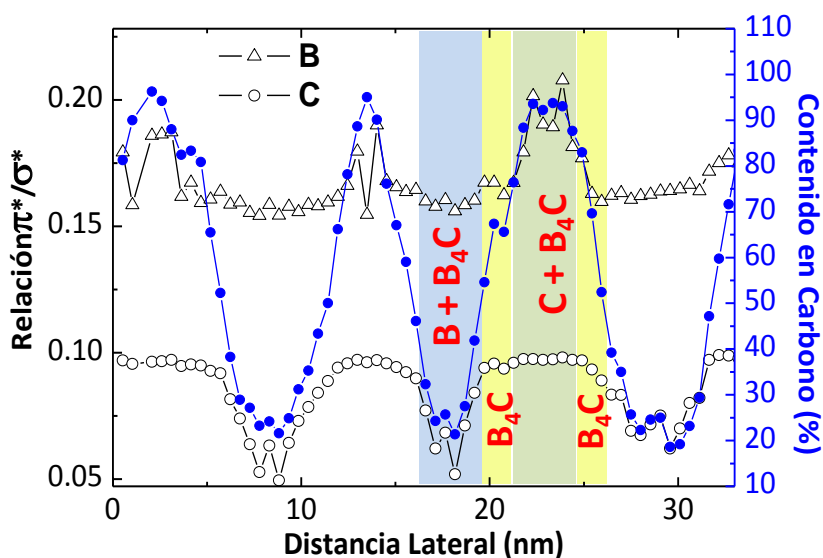 B
C
0.20
0.15
0.10
0.05
Relaciónπ*/σ*
110
100
90
80
70
60
50
40
30
20
10
Contenido en Carbono (%)
B + B₄C
B₄C
C + B₄C
B₄C
0
10
20
30
Distancia Lateral (nm)